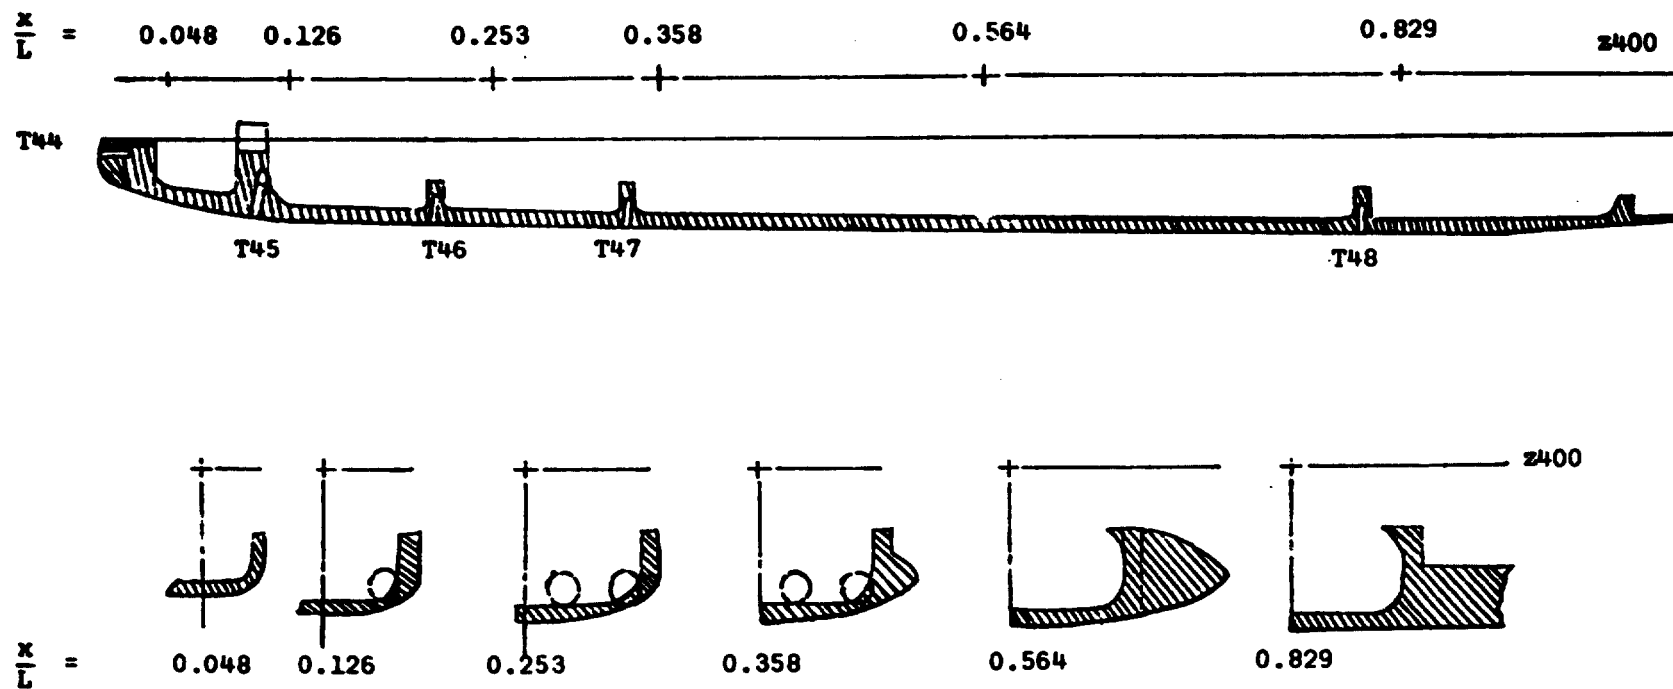 x/L = 0.048 0.126 0.253 0.358 0.564 0.829 z400
T44
T45 T46 T47 T48
z400
x/L = 0.048 0.126 0.253 0.358 0.564 0.829